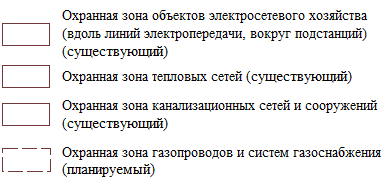 Охранная зона объектов электросетевого хозяйства
(вдоль линий электропередачи, вокруг подстанций)
(существующий)
Охранная зона тепловых сетей (существующий)
Охранная зона канализационных сетей и сооружений
(существующий)
Охранная зона газопроводов и систем газоснабжения
(планируемый)